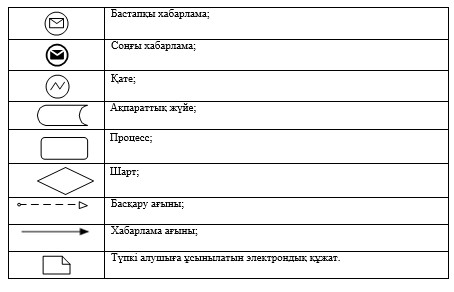 Бастапқы хабарлама;
Соңғы хабарлама;
Қате;
Ақпараттық жүйе;
Процесс;
Шарт;
Басқару ағыны;
Хабарлама ағыны;
Түпкі алушыға ұсынылатын электрондық құжат.